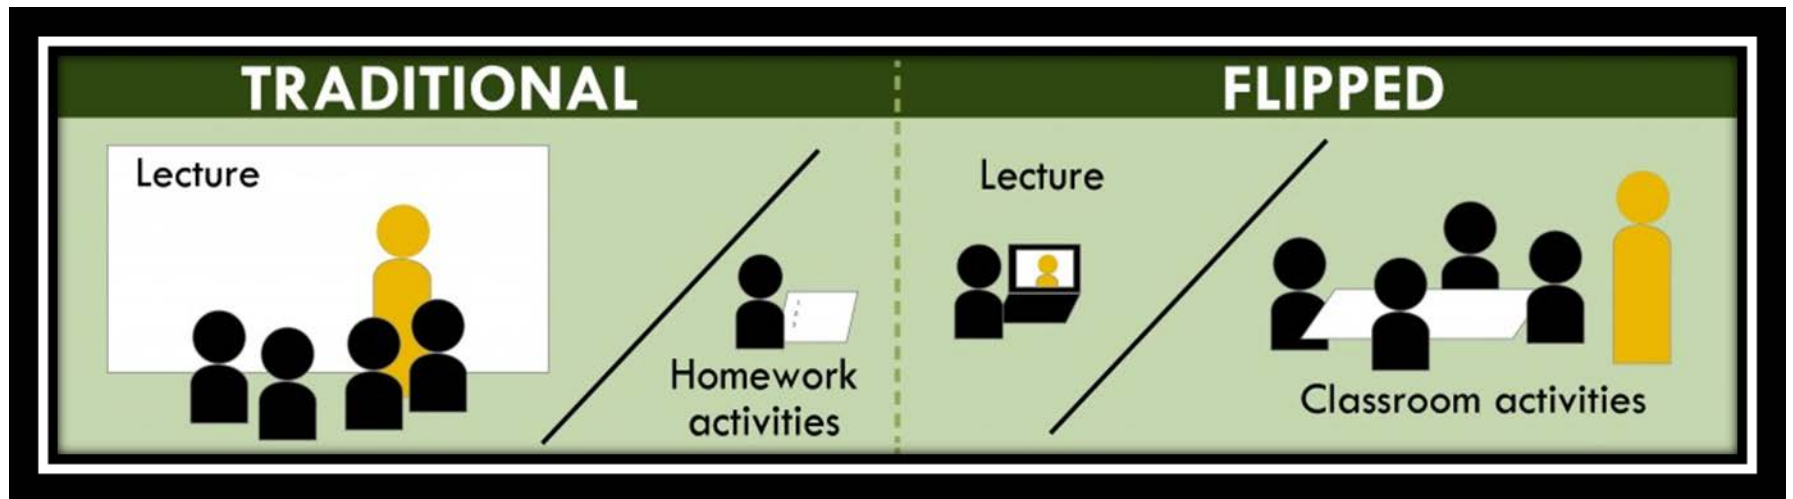 TRADITIONAL
Lecture
Homework
activities
FLIPPED
Lecture
Classroom activities